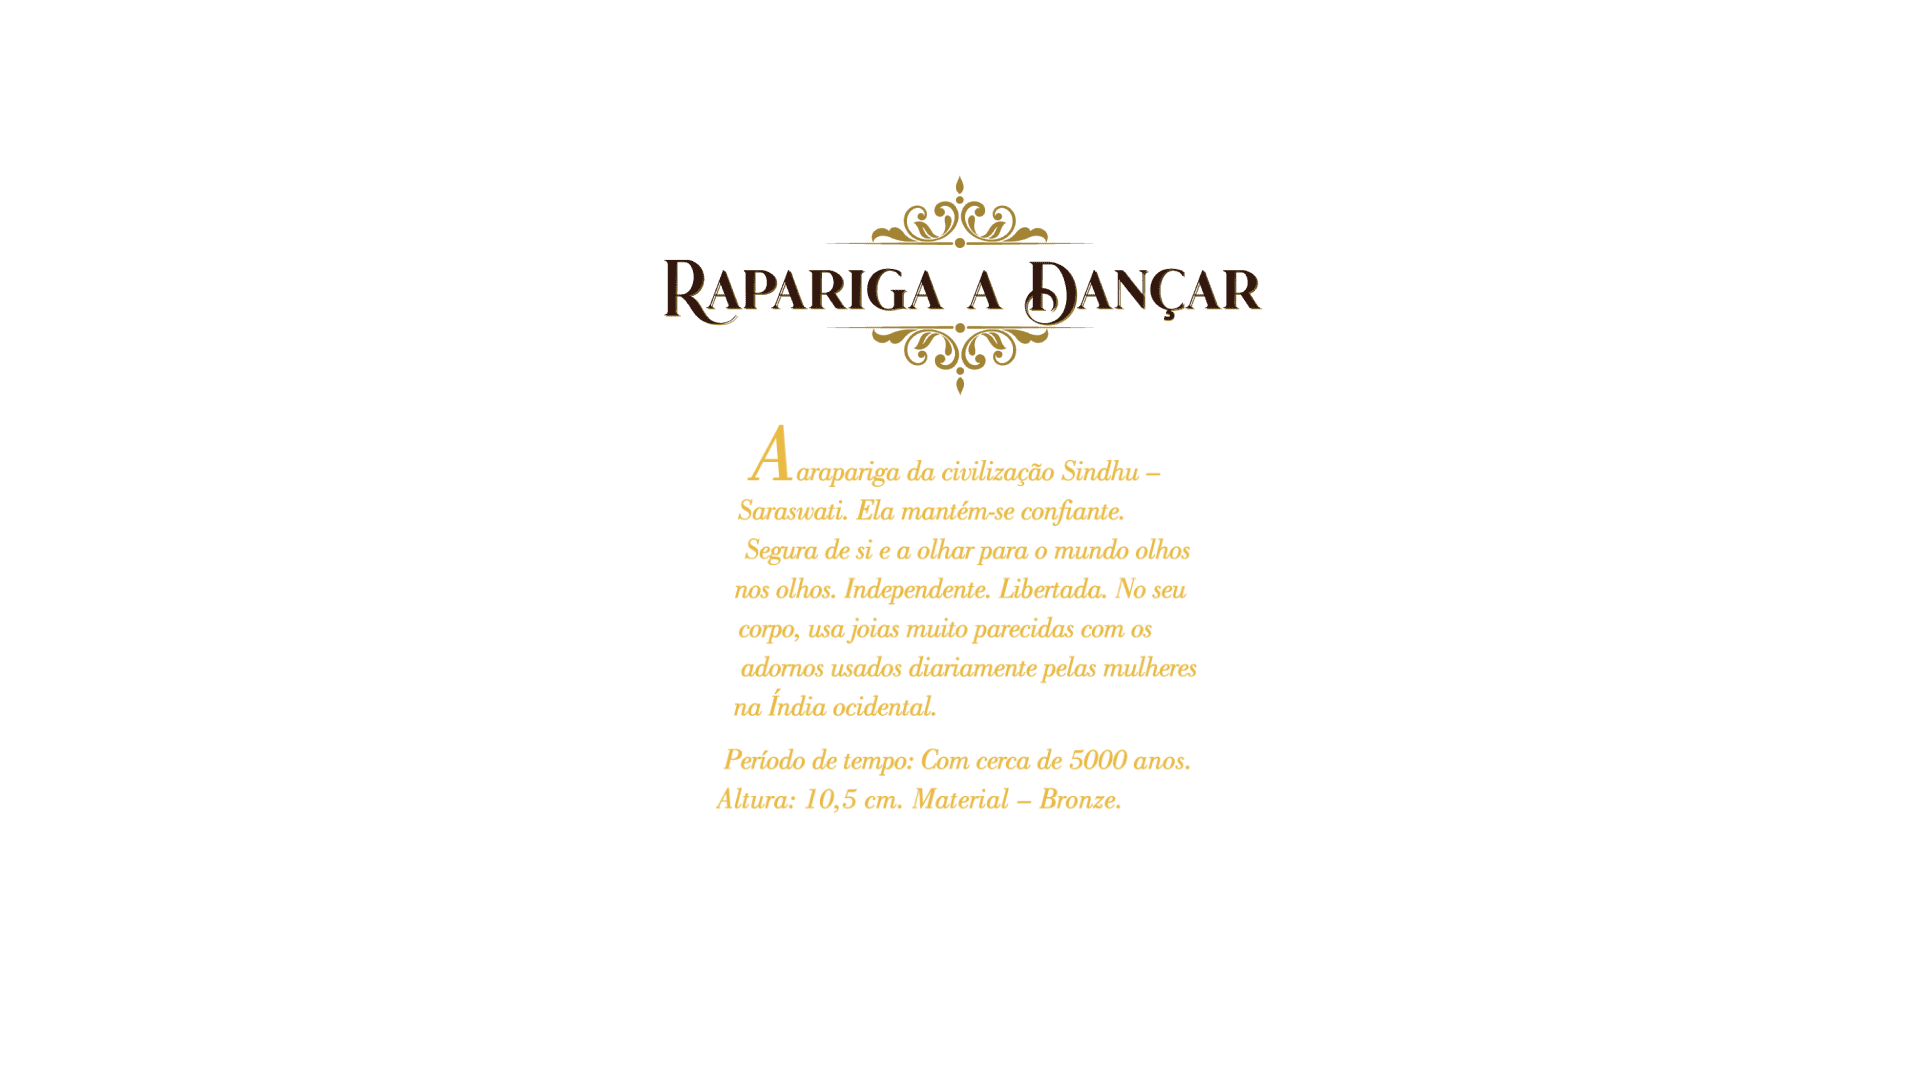 Rapariga a Dançar
A arapariga da civilização Sindhu –
Saraswati. Ela mantém-se confiante.
Segura de si e a olhar para o mundo olhos
nos olhos. Independente. Libertada. No seu
corpo, usa joias muito parecidas com os
adornos usados diariamente pelas mulheres
na Índia ocidental.
Período de tempo: Com cerca de 5000 anos.
Altura: 10,5 cm. Material – Bronze.